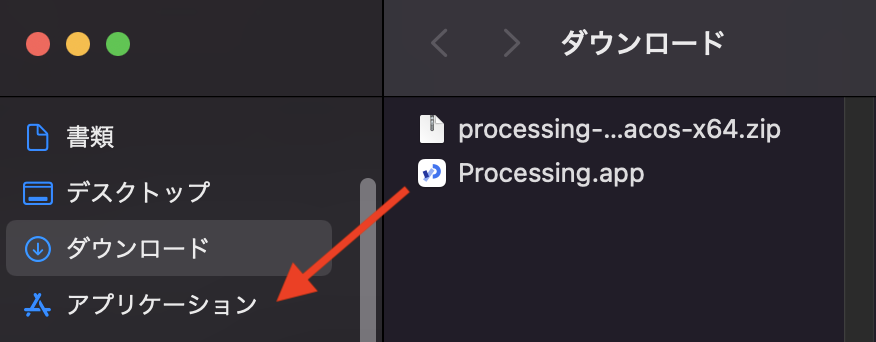 ダウンロード
書類
デスクトップ
ダウンロード
アプリケーション
processing-...acos-x64.zip
Processing.app